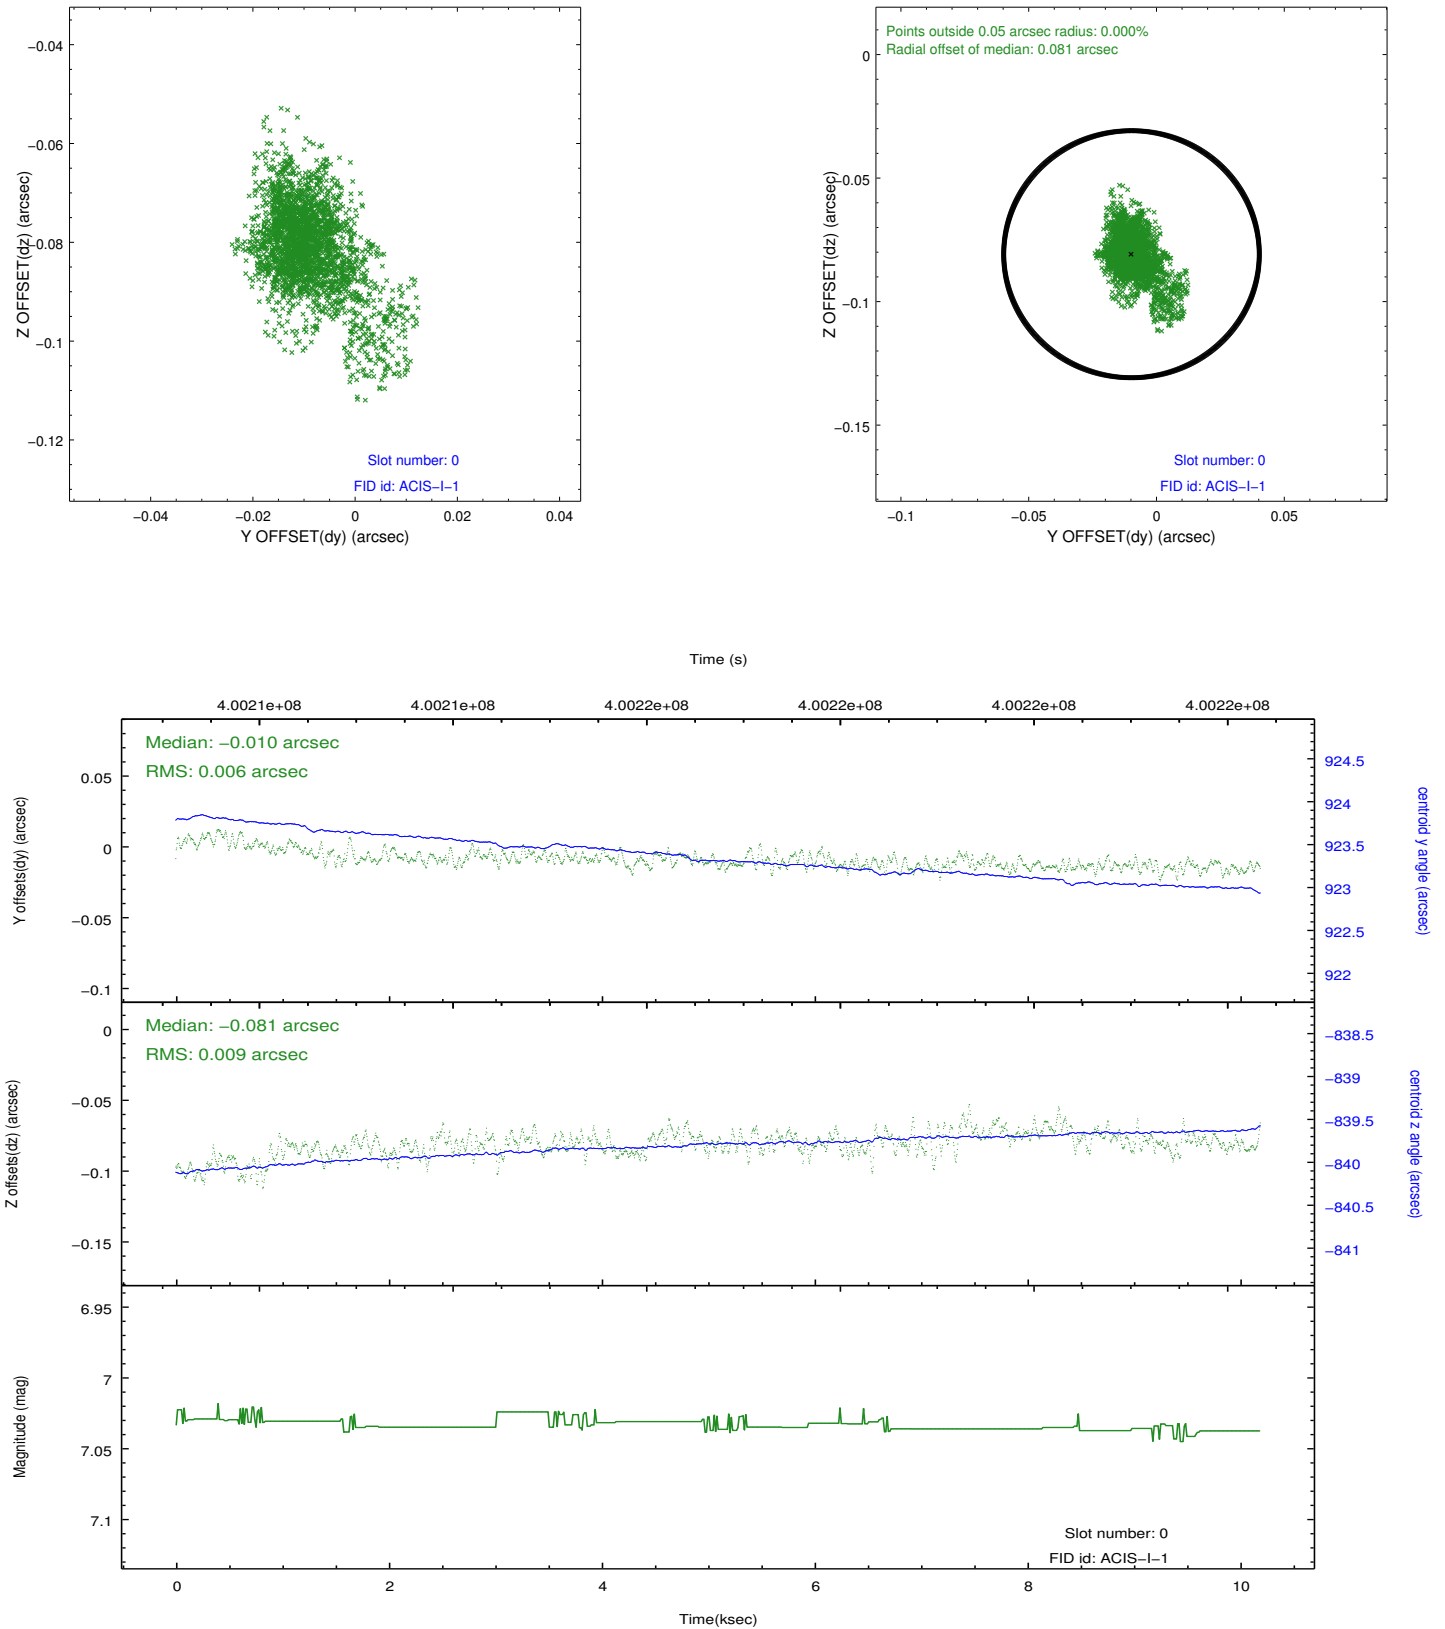 −0.04
−0.06
−0.08
−0.1
−0.12
Z OFFSET(dz) (arcsec)
Slot number: 0
FID id: ACIS−I−1
−0.04
−0.02
0
0.02
0.04
Y OFFSET(dy) (arcsec)
Points outside 0.05 arcsec radius: 0.000%
Radial offset of median: 0.081 arcsec
0
−0.05
−0.1
−0.15
Z OFFSET(dz) (arcsec)
Slot number: 0
FID id: ACIS−I−1
−0.1
−0.05
0
0.05
Y OFFSET(dy) (arcsec)
Time (s)
4.0021e+08
4.0021e+08
4.0022e+08
4.0022e+08
4.0022e+08
4.0022e+08
Median: −0.010 arcsec
RMS: 0.006 arcsec
0.05
0
−0.05
−0.1
Y offsets(dy) (arcsec)
924.5
924
923.5
923
922.5
922
centroid y angle (arcsec)
Median: −0.081 arcsec
RMS: 0.009 arcsec
0
−0.05
−0.1
−0.15
Z offsets(dz) (arcsec)
−838.5
−839
−839.5
−840
−840.5
−841
centroid z angle (arcsec)
6.95
7
7.05
7.1
Magnitude (mag)
Slot number: 0
FID id: ACIS−I−1
0
2
4
6
8
10
Time(ksec)